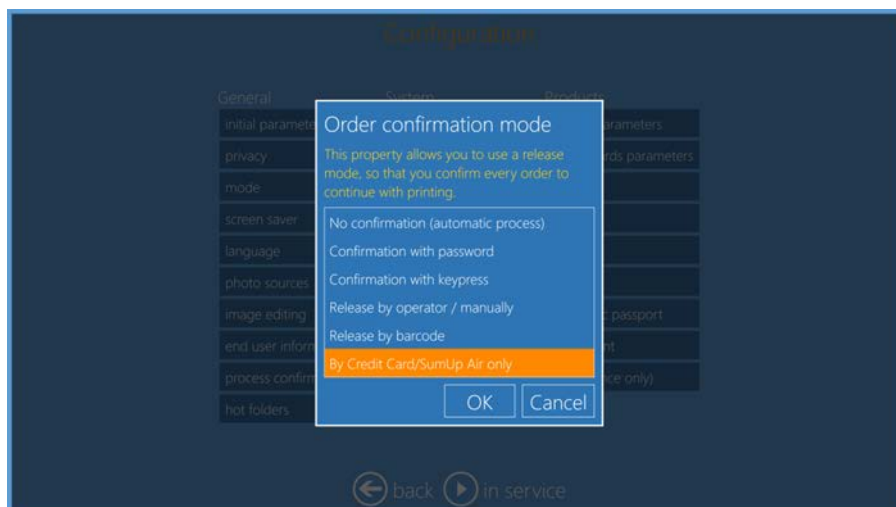 Configuration
General System Products
initial paramete
arameters
privacy
rds parameters
mode
screen saver
language
photo sources
image editing
c passport
end user inform
nt
process confirm
ce only)
hot folders
Order confirmation mode
This property allows you to use a release
mode, so that you confirm every order to
continue with printing.
No confirmation (automatic process)
Confirmation with password
Confirmation with keypress
Release by operator / manually
Release by barcode
By Credit Card/SumUp Air only
OK Cancel
back in service